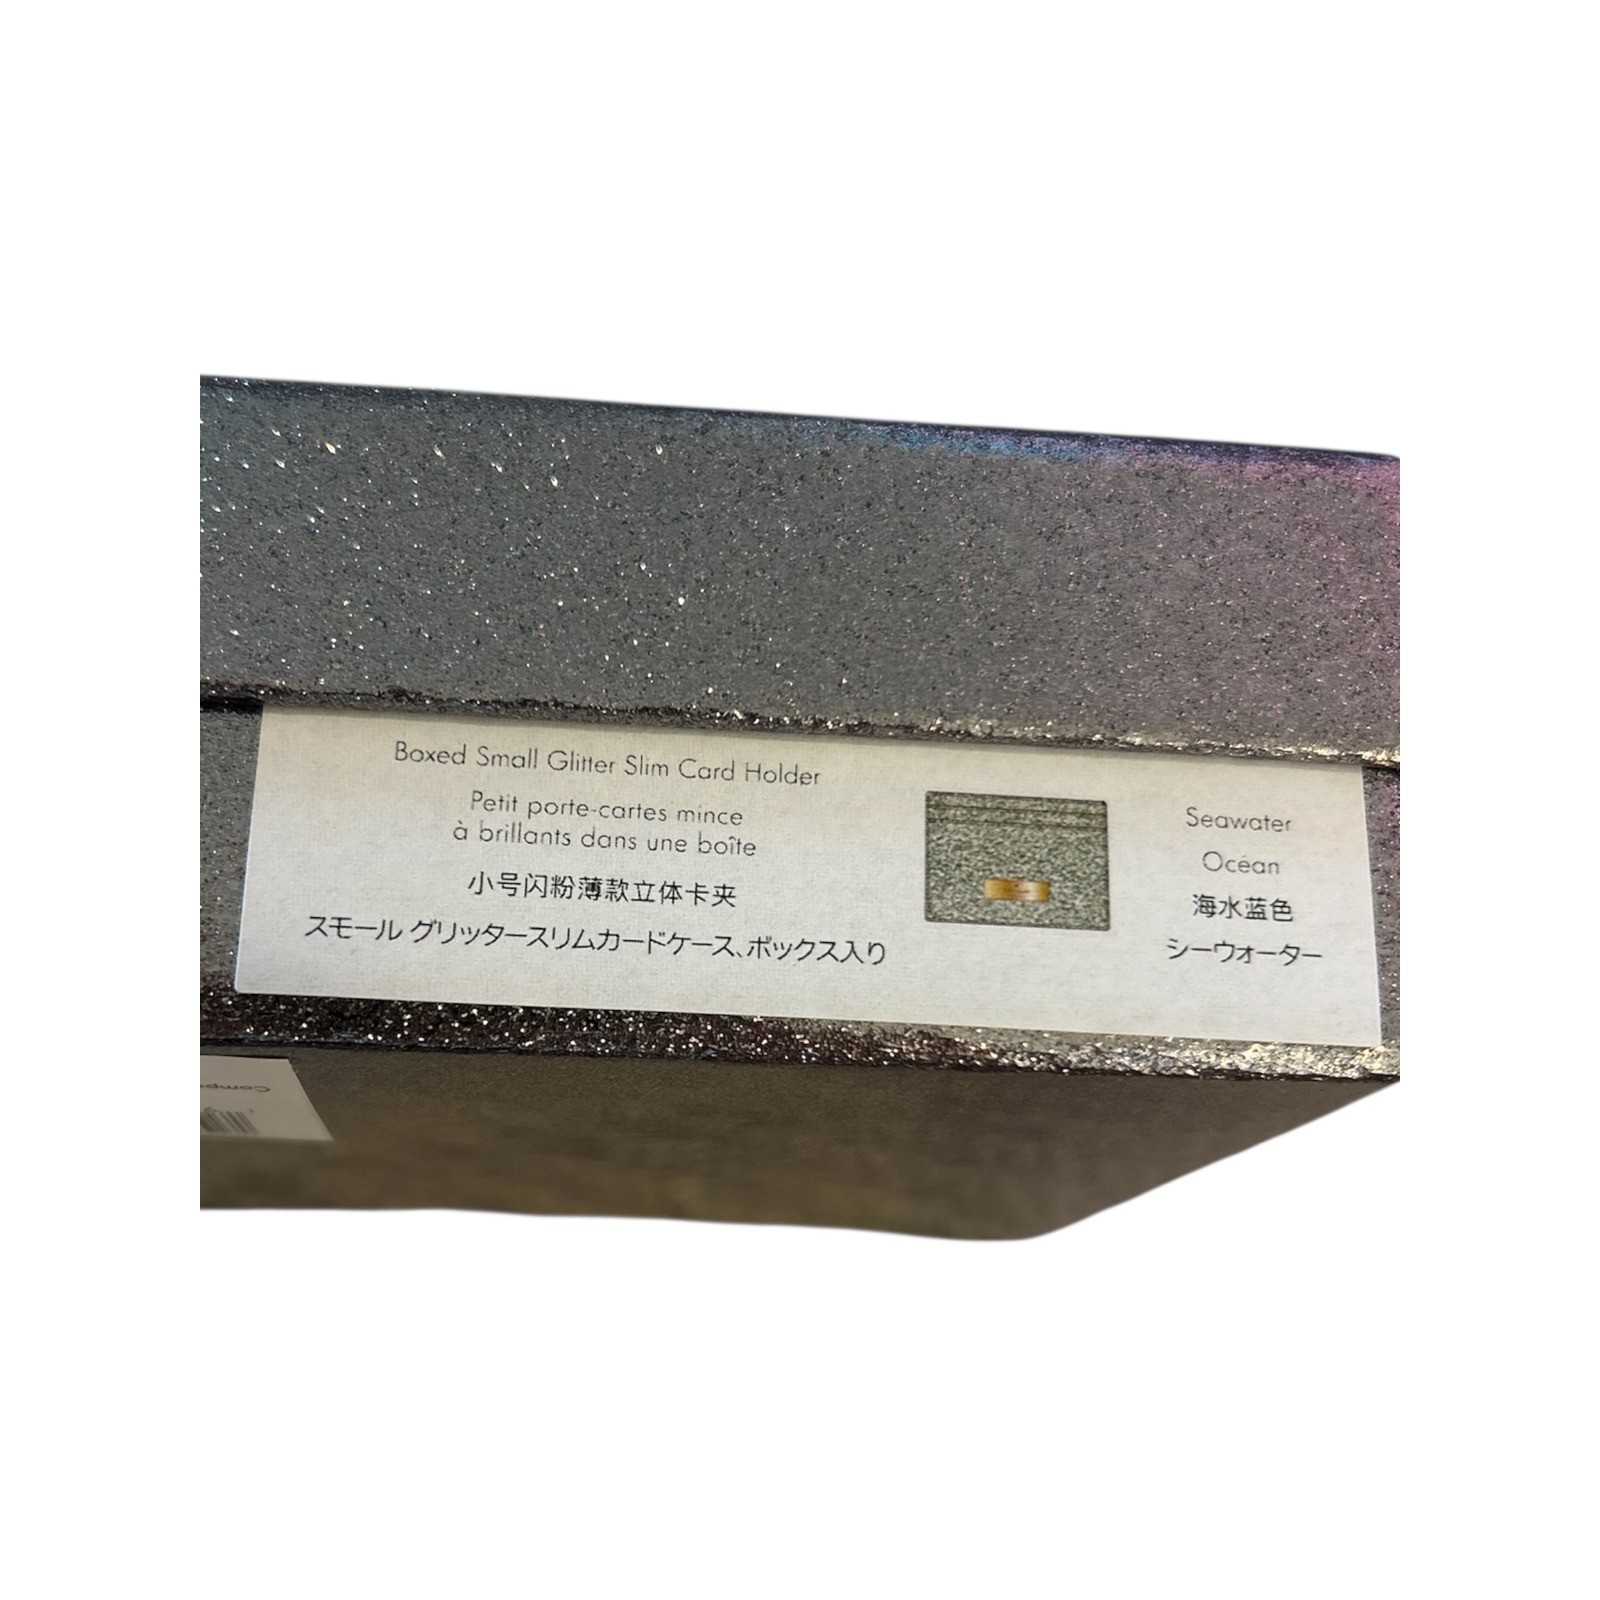 Boxed Small Glitter Slim Card Holder
Petit porte-cartes mince
à brillants dans une boîte
小号闪粉薄款立体卡夹
スモール グリッタースリムカードケース、ボックス入り
Seawater
Océan
海水蓝色
シーウォーター